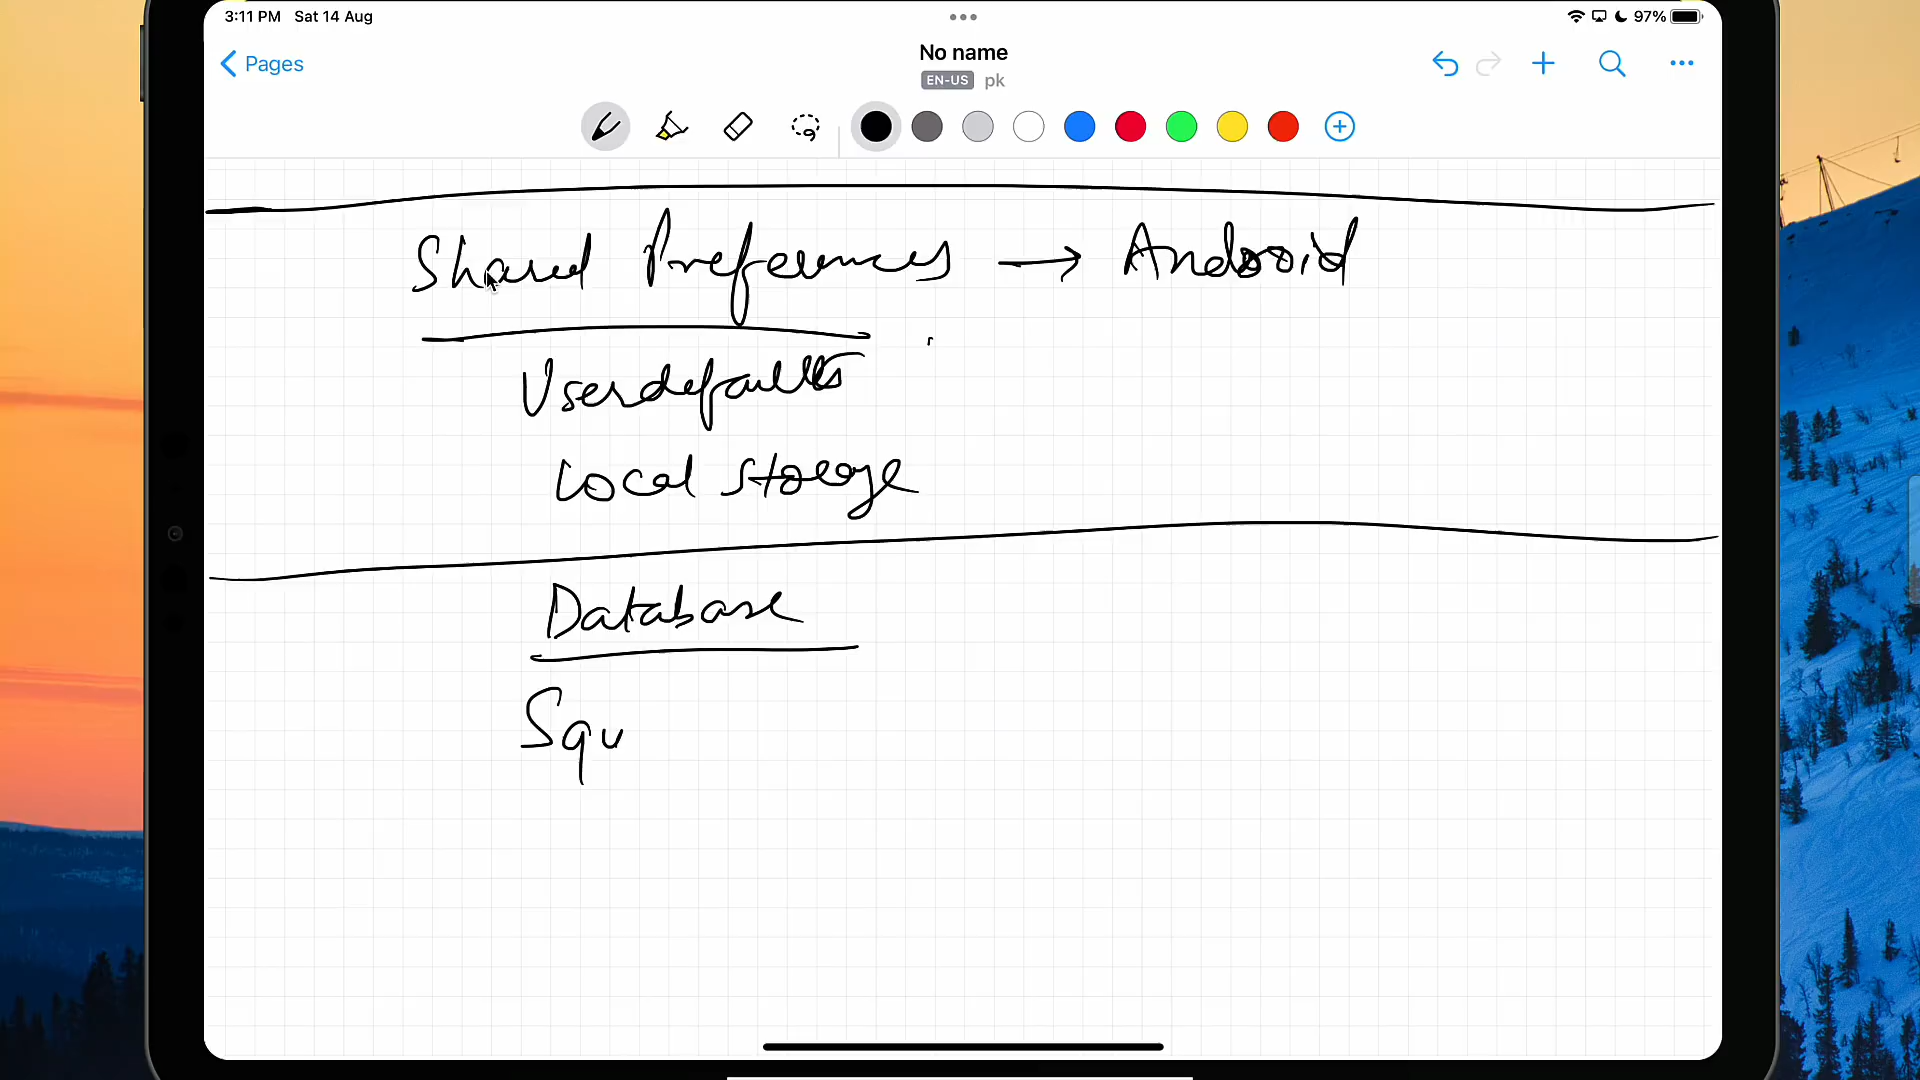 3:11 PM Sat 14 Aug 97%
Pages No name
EN-US pk
Shared Preferences → Android
Userdefaults
Local Storage
Database
Squ